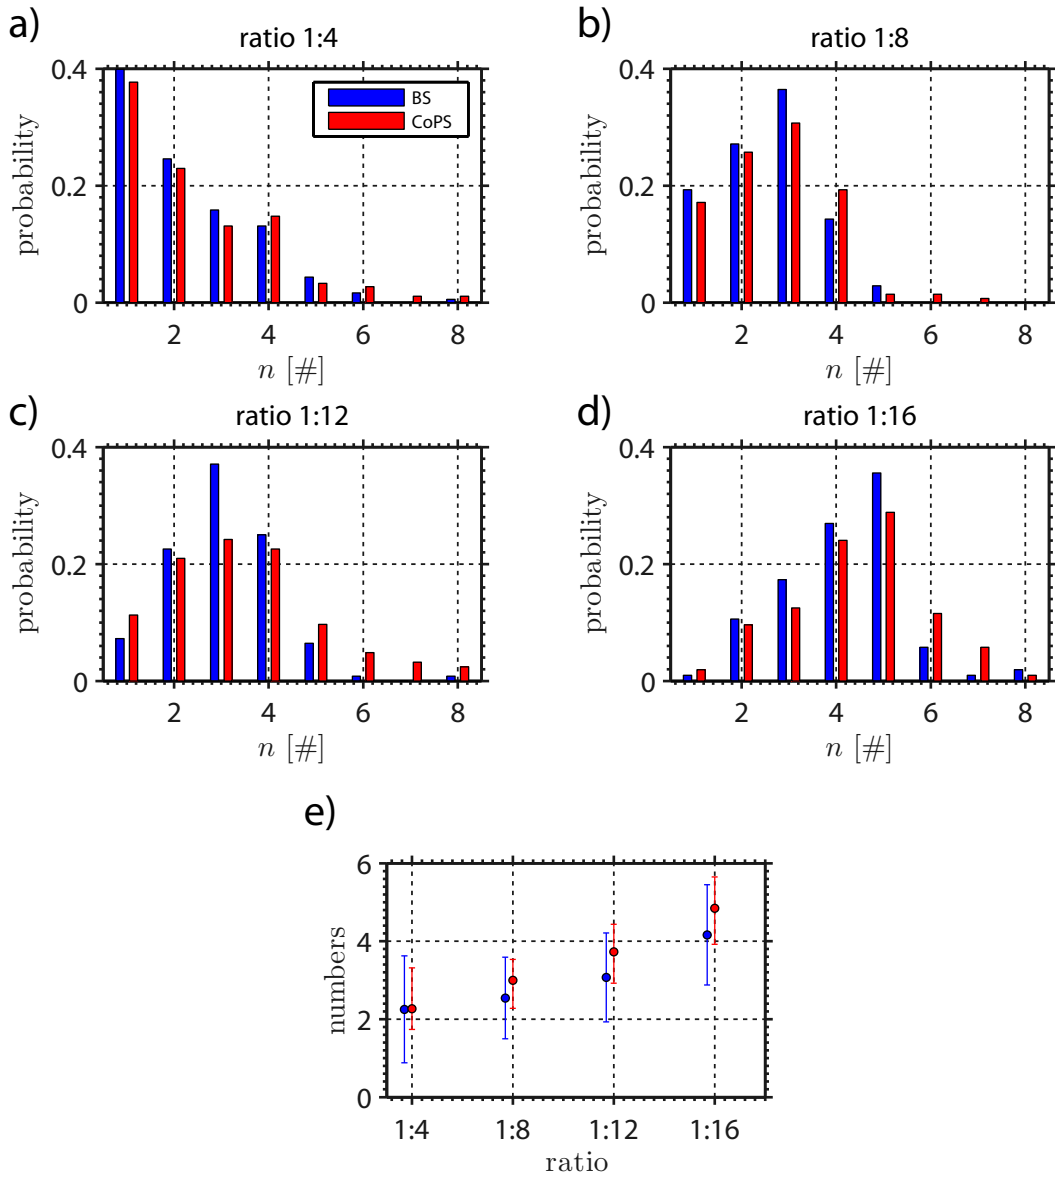 a)
ratio 1:4
0.4
0.2
0
probability
BS
CoPS
2 4 6 8
n [#]
b)
ratio 1:8
0.4
0.2
0
probability
2 4 6 8
n [#]
c)
ratio 1:12
0.4
0.2
0
probability
2 4 6 8
n [#]
d)
ratio 1:16
0.4
0.2
0
probability
2 4 6 8
n [#]
e)
6
4
2
0
numbers
1:4 1:8 1:12 1:16
ratio